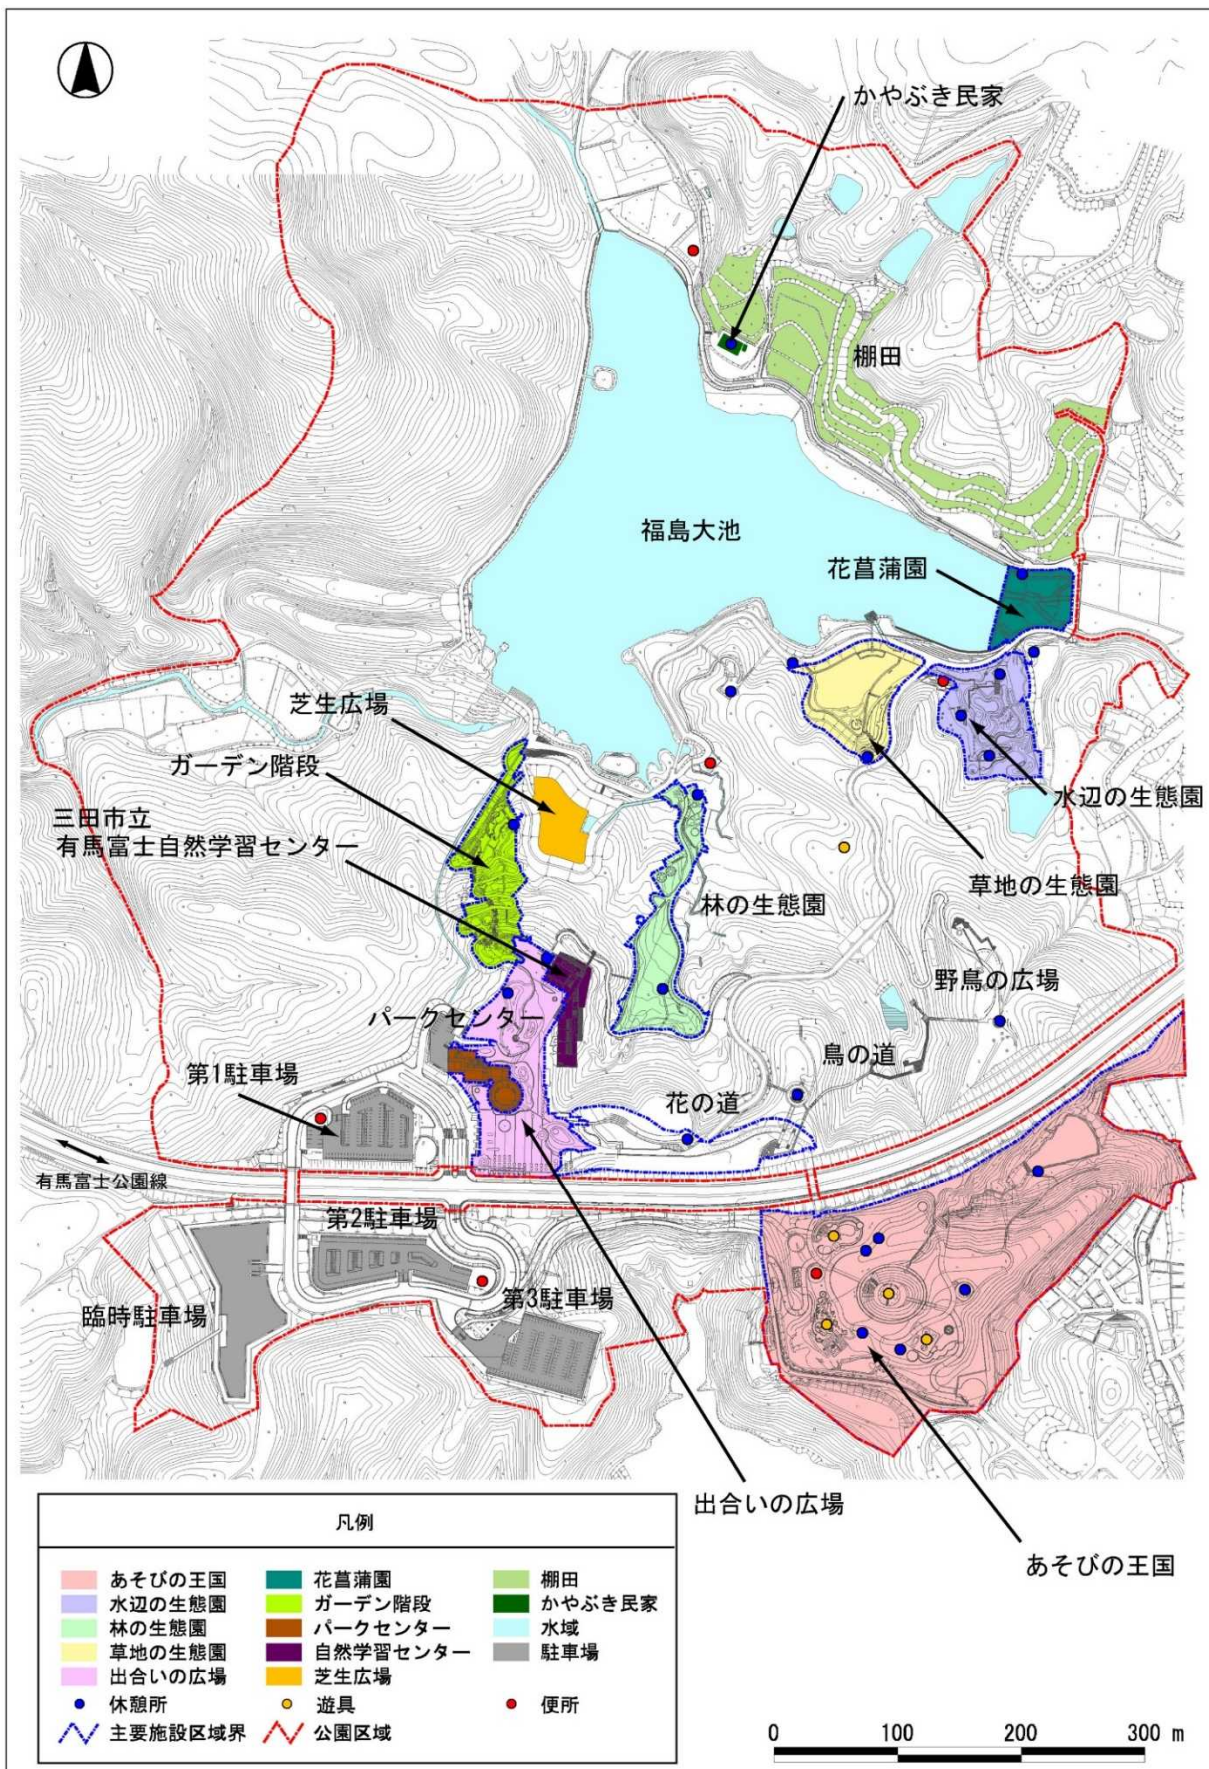 かやぶき民家
棚田
福島大池
花菖蒲園
芝生広場
ガーデン階段
三田市立
有馬富士自然学習センター
水辺の生態園
草地の生態園
林の生態園
野鳥の広場
パークセンター
鳥の道
第1駐車場
花の道
有馬富士公園線
第2駐車場
第3駐車場
臨時駐車場
出合いの広場
あそびの王国
凡例
あそびの王国 花菖蒲園 棚田
水辺の生態園 ガーデン階段 かやぶき民家
林の生態園 パークセンター 水域
草地の生態園 自然学習センター 駐車場
出合いの広場 芝生広場
休憩所 遊具 便所
主要施設区域界 公園区域
0 100 200 300 m